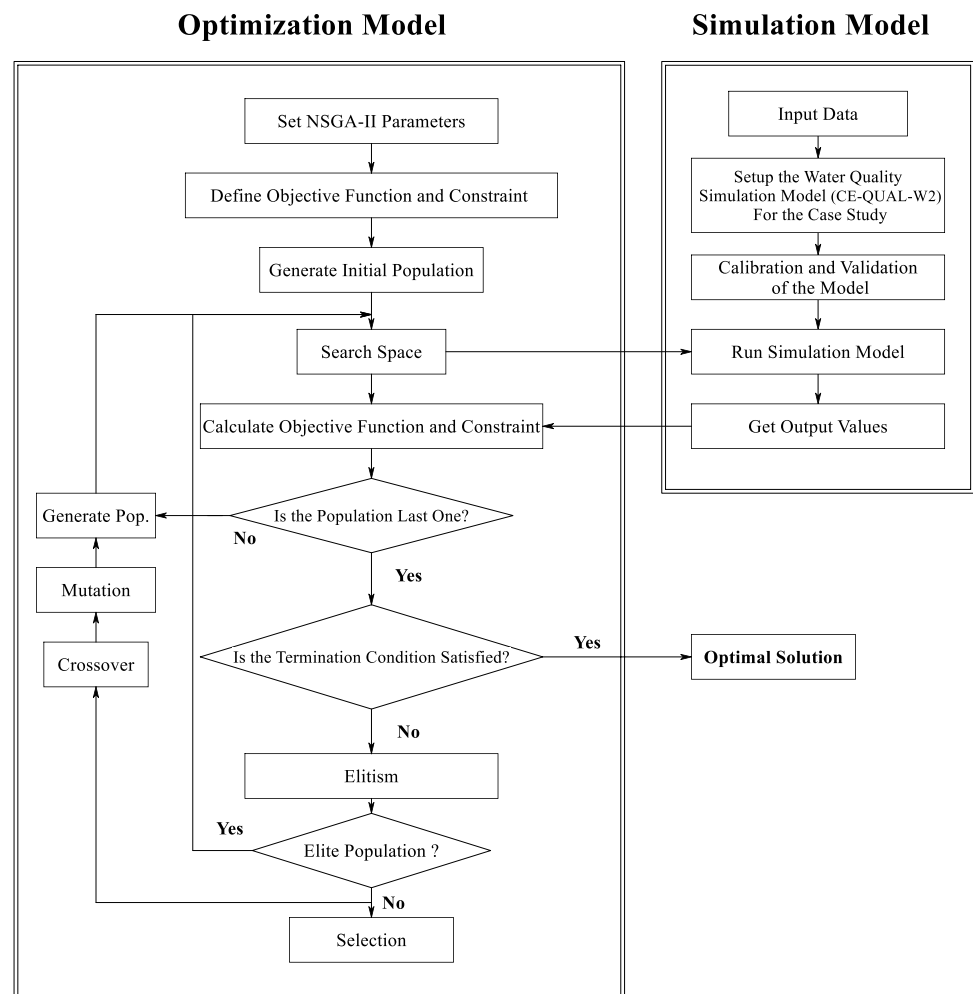 Optimization Model
Simulation Model
Set NSGA-II Parameters
Define Objective Function and Constraint
Generate Initial Population
Search Space
Calculate Objective Function and Constraint
Is the Population Last One?
No
Yes
Generate Pop.
Mutation
Crossover
Is the Termination Condition Satisfied?
Yes
No
Optimal Solution
Elitism
Elite Population ?
Yes
No
Selection
Input Data
Setup the Water Quality
Simulation Model (CE-QUAL-W2)
For the Case Study
Calibration and Validation
of the Model
Run Simulation Model
Get Output Values